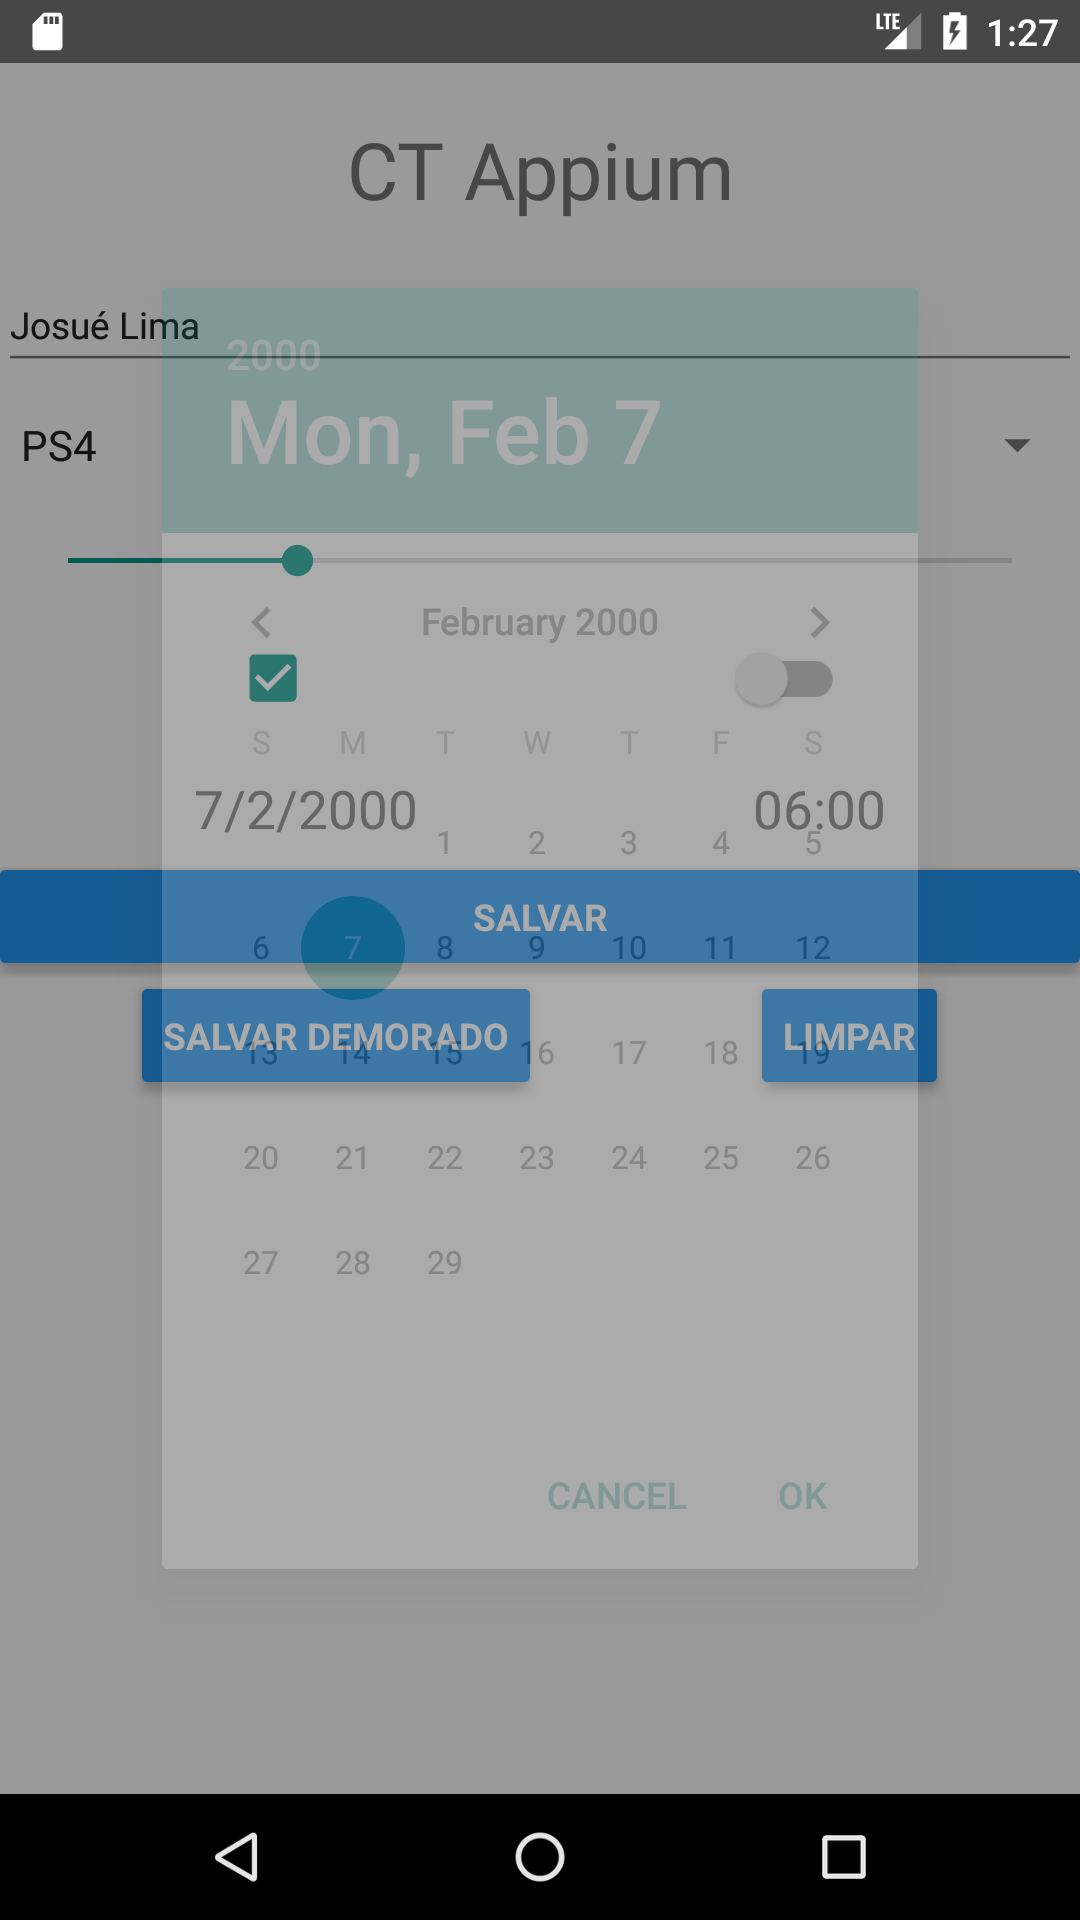 LTE 1:27
CT Appium
Josué Lima
2000
Mon, Feb 7
PS4
February 2000
S M T W T F S
7/2/2000 06:00
1 2 3 4 5
SALVAR
6 7 8 9 10 11 12
SALVAR DEMORADO LIMPAR
13 14 15 16 17 18 19
20 21 22 23 24 25 26
27 28 29
CANCEL OK